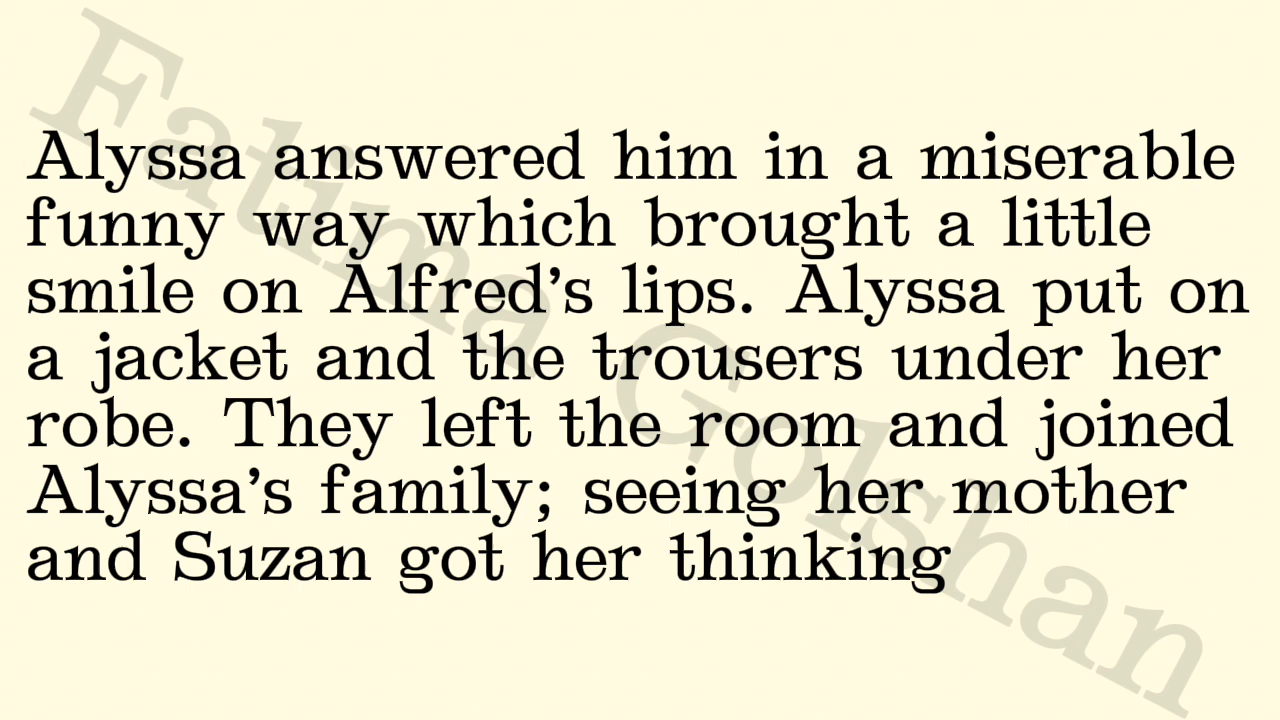 Fatima Golshan
Alyssa answered him in a miserable
funny way which brought a little
smile on Alfred’s lips. Alyssa put on
a jacket and the trousers under her
robe. They left the room and joined
Alyssa’s family; seeing her mother
and Suzan got her thinking